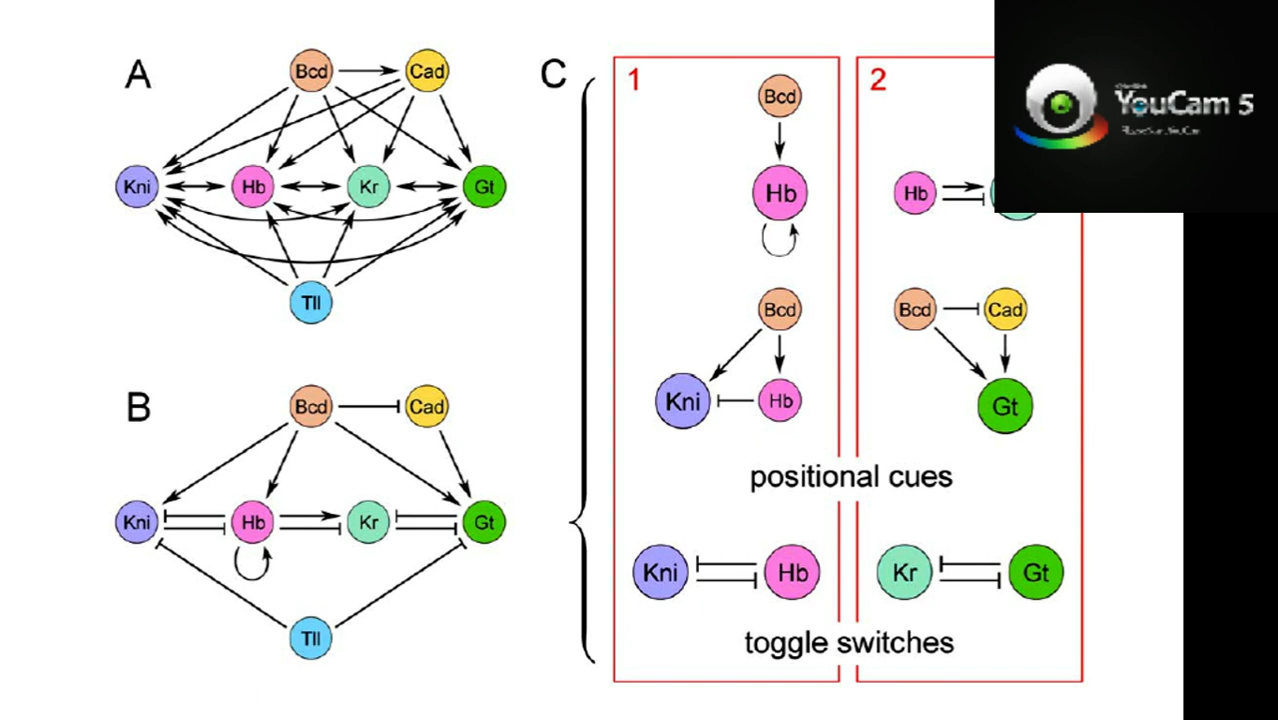 A
Bcd
Cad
Kni
Hb
Kr
Gt
Tll
B
Bcd
Cad
Kni
Hb
Kr
Gt
Tll
C
1
Bcd
Hb
Bcd
Kni
Hb
2
Hb
Bcd
Cad
Gt
positional cues
Kni
Hb
Kr
Gt
toggle switches
YouCam 5